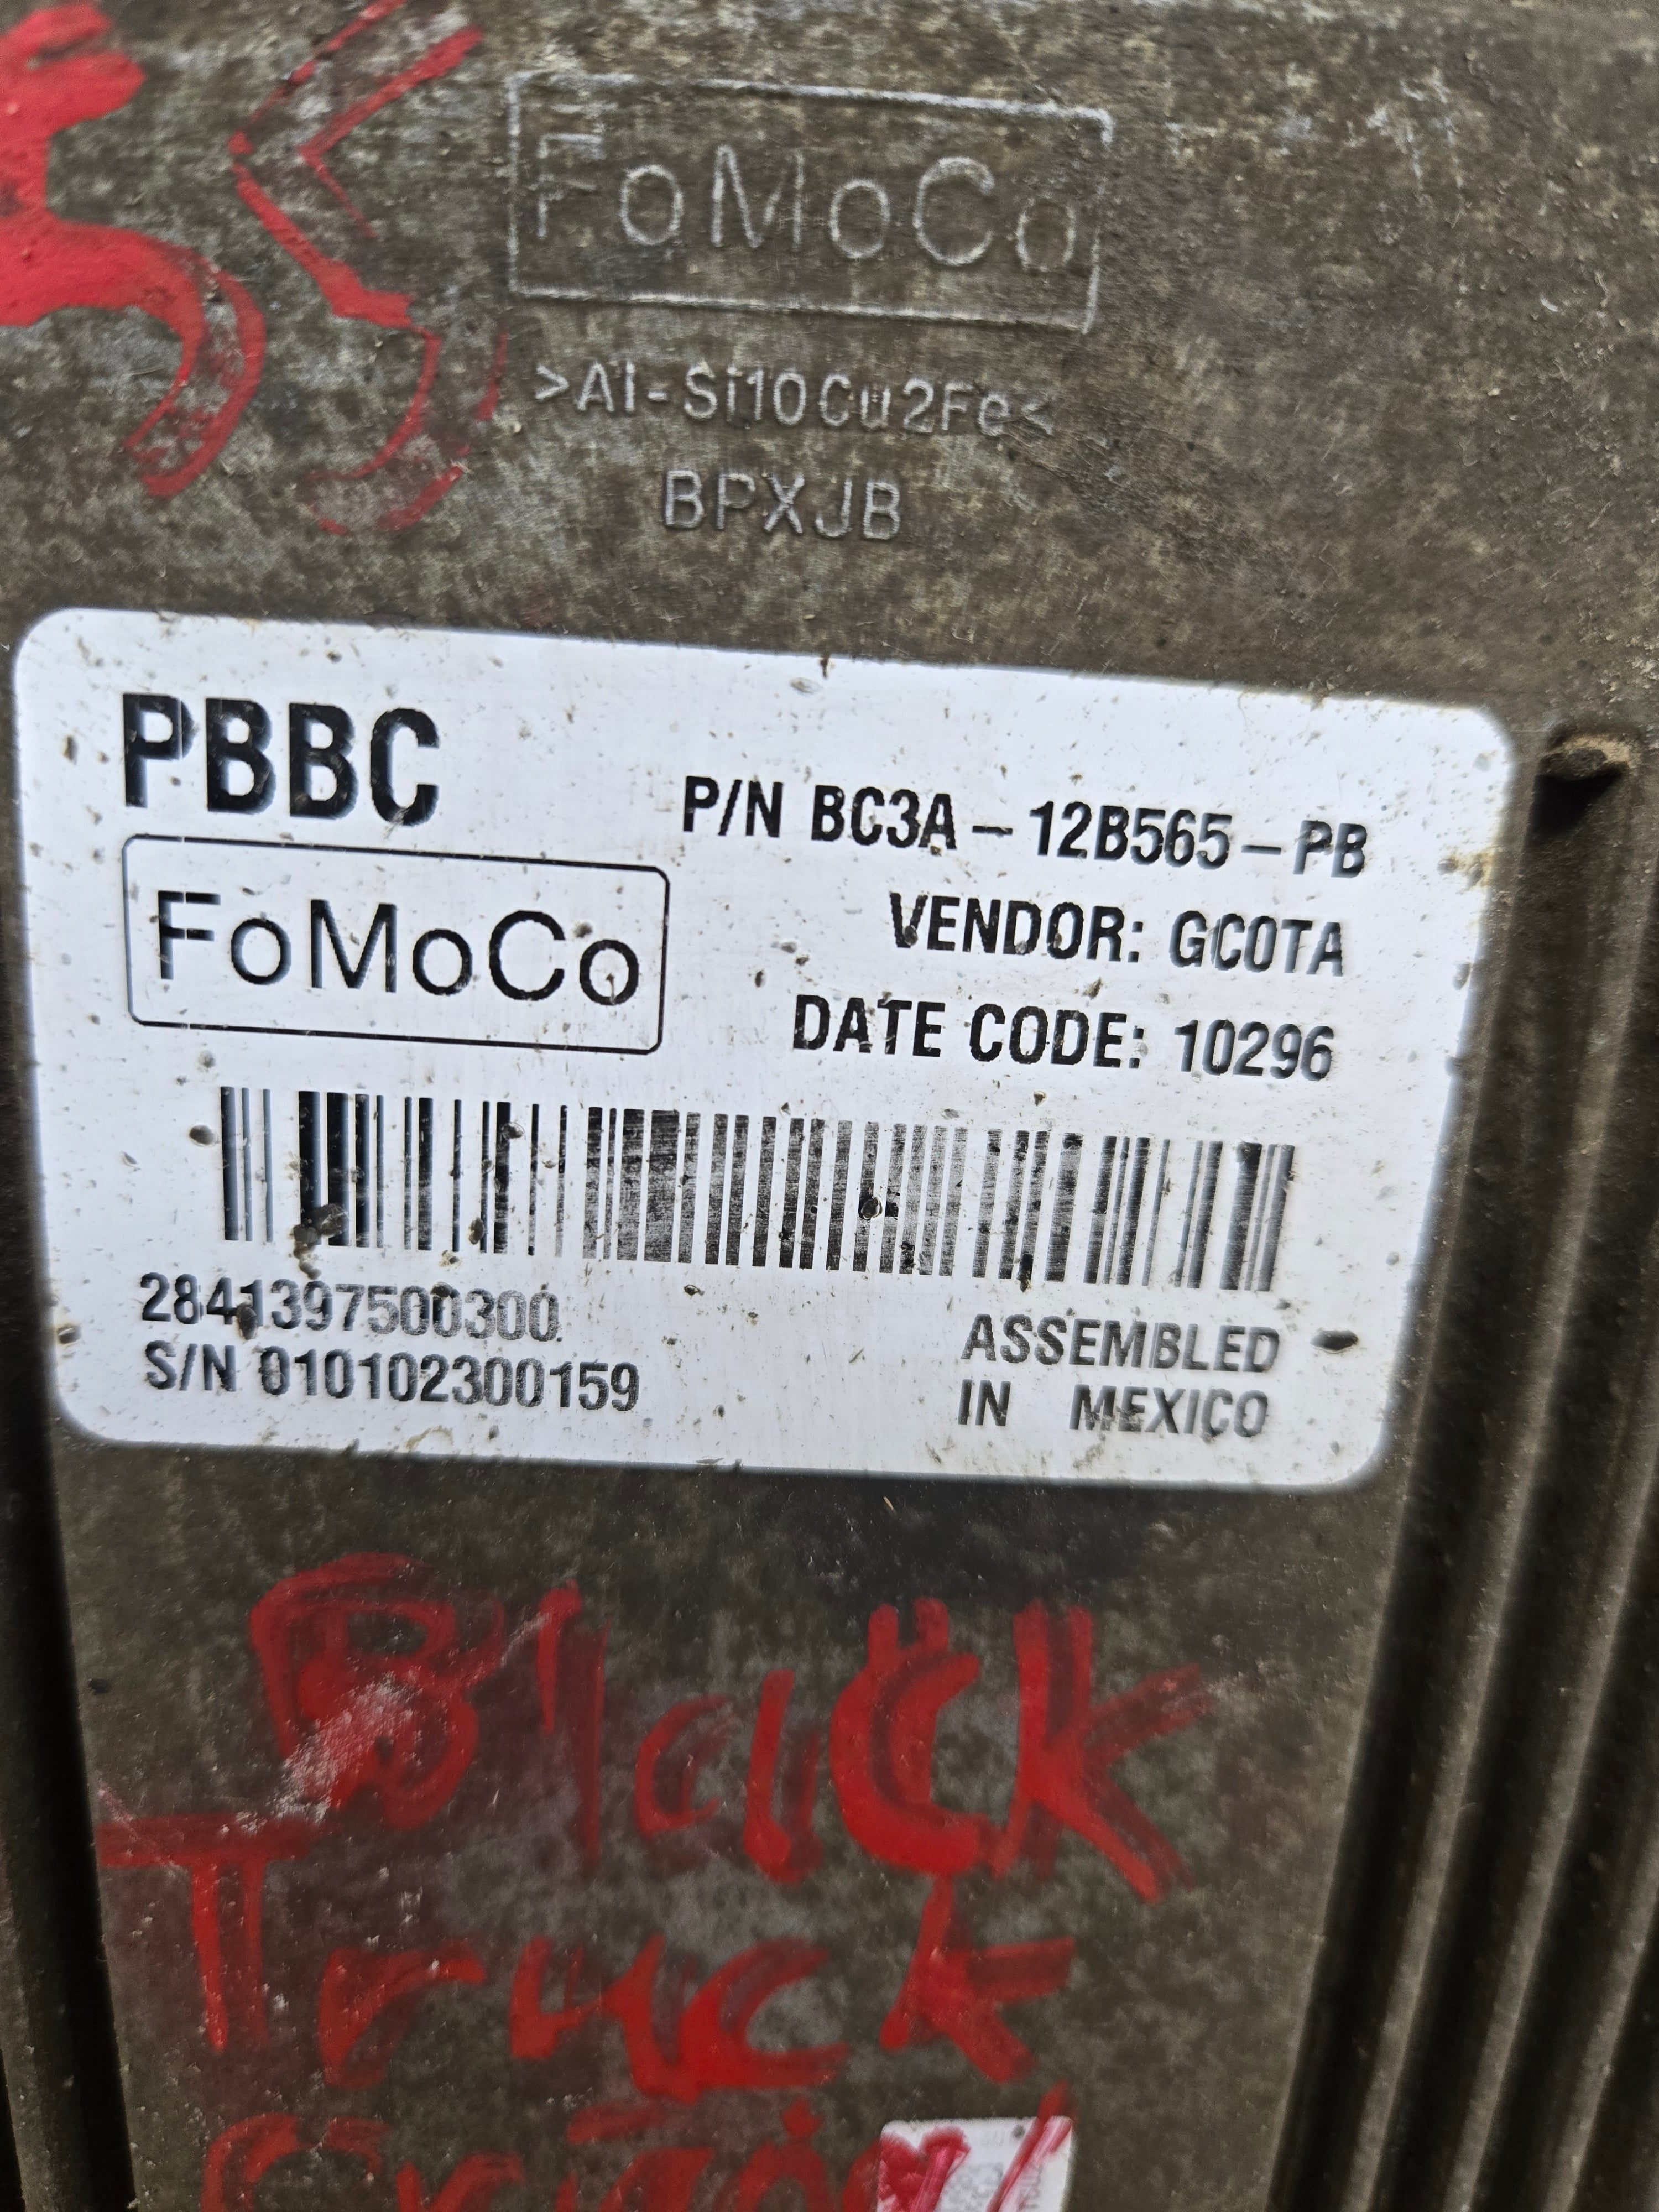 FoMoCo
>Al-Si10Cu2Fe<
BPXJB
PBBC
P/N BC3A-12B565-PB
FoMoCo
VENDOR: GC0TA
DATE CODE: 10296
2841397500300
S/N 010102300159
ASSEMBLED
IN MEXICO
Black
Truck